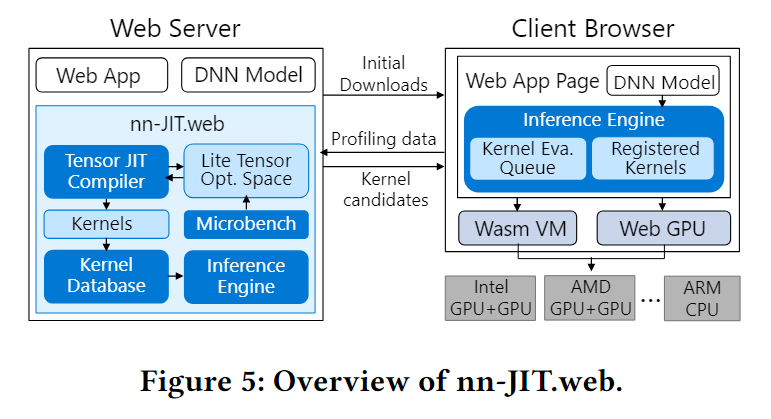 Web Server
Client Browser
Web App
DNN Model
Initial
Downloads
Web App Page
DNN Model
nn-JIT.web
Inference Engine
Profiling data
Tensor JIT
Compiler
Lite Tensor
Opt. Space
Kernel Eva.
Queue
Registered
Kernels
Kernel
candidates
Kernels
Microbench
Wasm VM
Web GPU
Kernel
Database
Inference
Engine
Intel
GPU+GPU
AMD
GPU+GPU
...
ARM
CPU
Figure 5: Overview of nn-JIT.web.